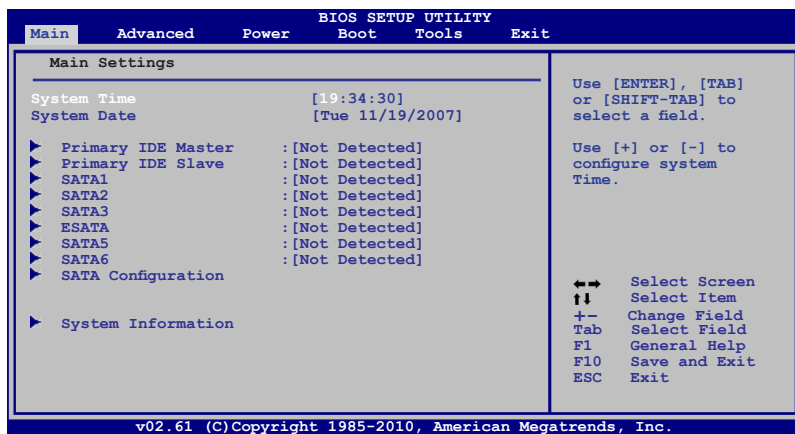 BIOS SETUP UTILITY
Main Advanced Power Boot Tools Exit
Main Settings
System Time [19:34:30]
System Date [Tue 11/19/2007]
Primary IDE Master :[Not Detected]
Primary IDE Slave :[Not Detected]
SATA1 :[Not Detected]
SATA2 :[Not Detected]
SATA3 :[Not Detected]
ESATA :[Not Detected]
SATA5 :[Not Detected]
SATA6 :[Not Detected]
SATA Configuration
System Information
Use [ENTER], [TAB]
or [SHIFT-TAB] to
select a field.
Use [+] or [-] to
configure system
Time.
←→ Select Screen
↑↓ Select Item
+- Change Field
Tab Select Field
F1 General Help
F10 Save and Exit
ESC Exit
v02.61 (C)Copyright 1985-2010, American Megatrends, Inc.